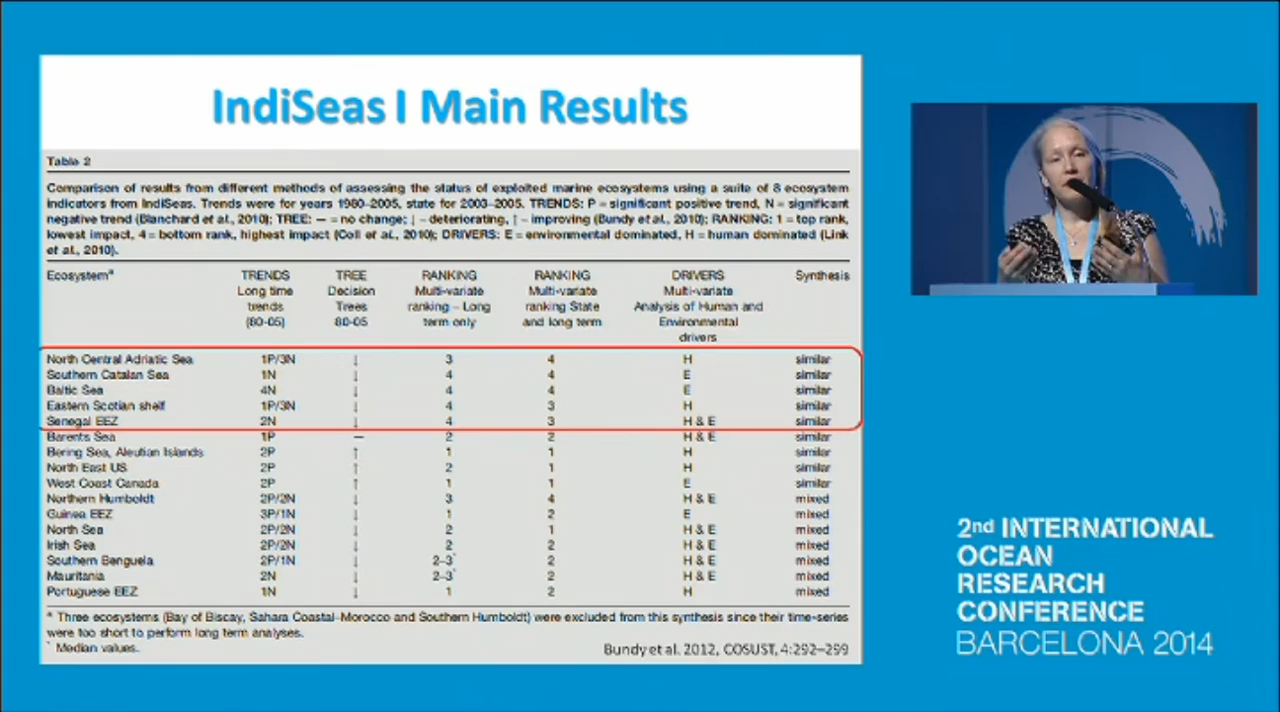 IndiSeas I Main Results
Table 2
Comparison of results from different methods of assessing the status of exploited marine ecosystems using a suite of 8 ecosystem
indicators from IndiSeas. Trends were for years 1980–2005, state for 2003–2005. TRENDS: P = significant positive trend, N = significant
negative trend (Blanchard et al., 2010); TREE: — = no change; ↓ – deteriorating, ↑ – improving (Bundy et al., 2010); RANKING: 1 = top rank,
lowest impact, 4 = bottom rank, highest impact (Coll et al., 2010); DRIVERS: E = environmental dominated, H = human dominated (Link
et al., 2010).
Ecosystemᵃ TRENDS TREE RANKING RANKING DRIVERS Synthesis
Long time Decision Multi-variate Multi-variate Multi-variate
trends Trees ranking – Long ranking State Analysis of Human and
(80-05) 80-05 term only and long term Environmental
drivers
North Central Adriatic Sea 1P/3N ↓ 3 4 H similar
Southern Catalan Sea 1N ↓ 4 4 E similar
Baltic Sea 4N ↓ 4 4 E similar
Eastern Scotian shelf 1P/3N ↓ 4 3 H similar
Senegal EEZ 2N ↓ 4 3 H & E similar
Barents Sea 1P — 2 2 H & E similar
Bering Sea, Aleutian Islands 2P ↑ 1 1 H similar
North East US 2P ↑ 2 1 H similar
West Coast Canada 2P ↑ 1 1 E similar
Northern Humboldt 2P/2N ↓ 3 4 H & E mixed
Guinea EEZ 3P/1N ↓ 1 2 E mixed
North Sea 2P/2N ↓ 2 1 H & E mixed
Irish Sea 2P/2N ↓ 2 2 H & E mixed
Southern Benguela 2P/1N ↓ 2–3* 2 H & E mixed
Mauritania 2N ↓ 2–3* 2 H & E mixed
Portuguese EEZ 1N ↓ 1 2 H mixed
ᵃ Three ecosystems (Bay of Biscay, Sahara Coastal–Morocco and Southern Humboldt) were excluded from this synthesis since their time-series
were too short to perform long term analyses.
* Median values.
Bundy et al. 2012, COSUST, 4:292–299
2nd INTERNATIONAL
OCEAN
RESEARCH
CONFERENCE
BARCELONA 2014